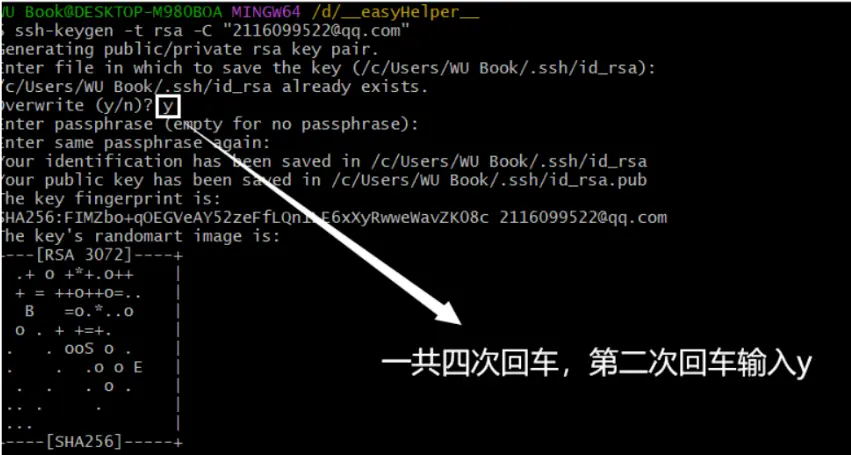 WU Book@DESKTOP-M980BOA MINGW64 /d/__easyHelper__
$ ssh-keygen -t rsa -C "2116099522@qq.com"
Generating public/private rsa key pair.
Enter file in which to save the key (/c/Users/WU Book/.ssh/id_rsa):
/c/Users/WU Book/.ssh/id_rsa already exists.
Overwrite (y/n)? y
Enter passphrase (empty for no passphrase):
Enter same passphrase again:
Your identification has been saved in /c/Users/WU Book/.ssh/id_rsa
Your public key has been saved in /c/Users/WU Book/.ssh/id_rsa.pub
The key fingerprint is:
2116099522@qq.com
The key's randomart image is:
+---[RSA 3072]----+
.+ o +*+.o++ |
+ = ++o++o=.. |
B =o.*..o |
o . + +=+. |
. . ooS o . |
. . .o o E |
. . . o . |
.. . . |
... |
+----[SHA256]-----+
一共四次回车，第二次回车输入y